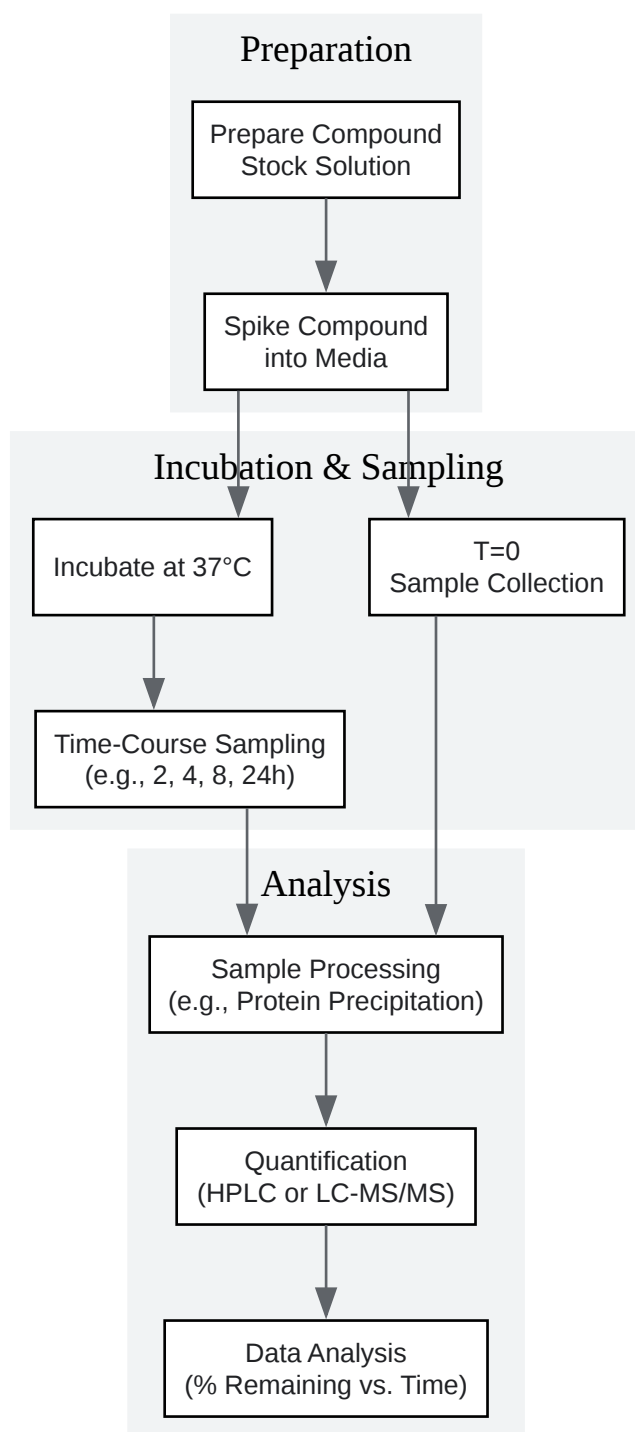 Preparation
Prepare Compound
Stock Solution
Spike Compound
into Media
Incubation & Sampling
Incubate at 37°C
T=0
Sample Collection
Time-Course Sampling
(e.g., 2, 4, 8, 24h)
Analysis
Sample Processing
(e.g., Protein Precipitation)
Quantification
(HPLC or LC-MS/MS)
Data Analysis
(% Remaining vs. Time)